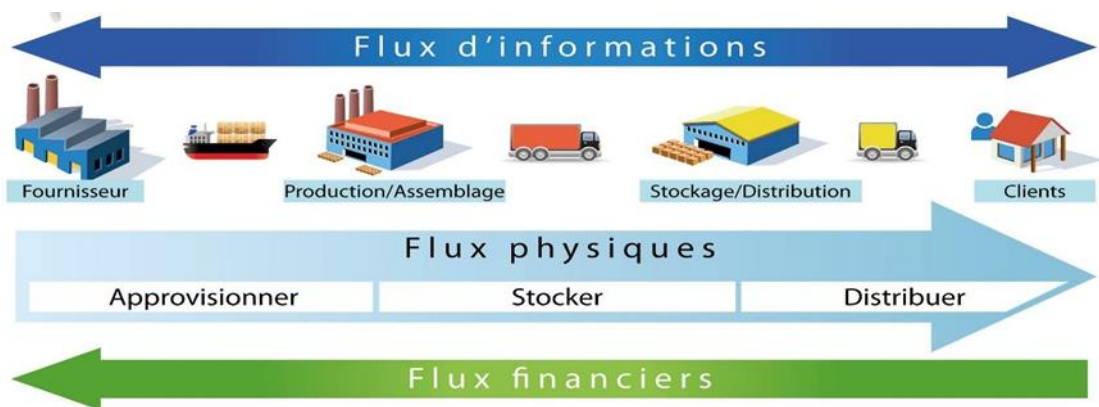 Flux d'informations
Fournisseur
Production/Assemblage
Stockage/Distribution
Clients
Flux physiques
Approvisionner
Stocker
Distribuer
Flux financiers